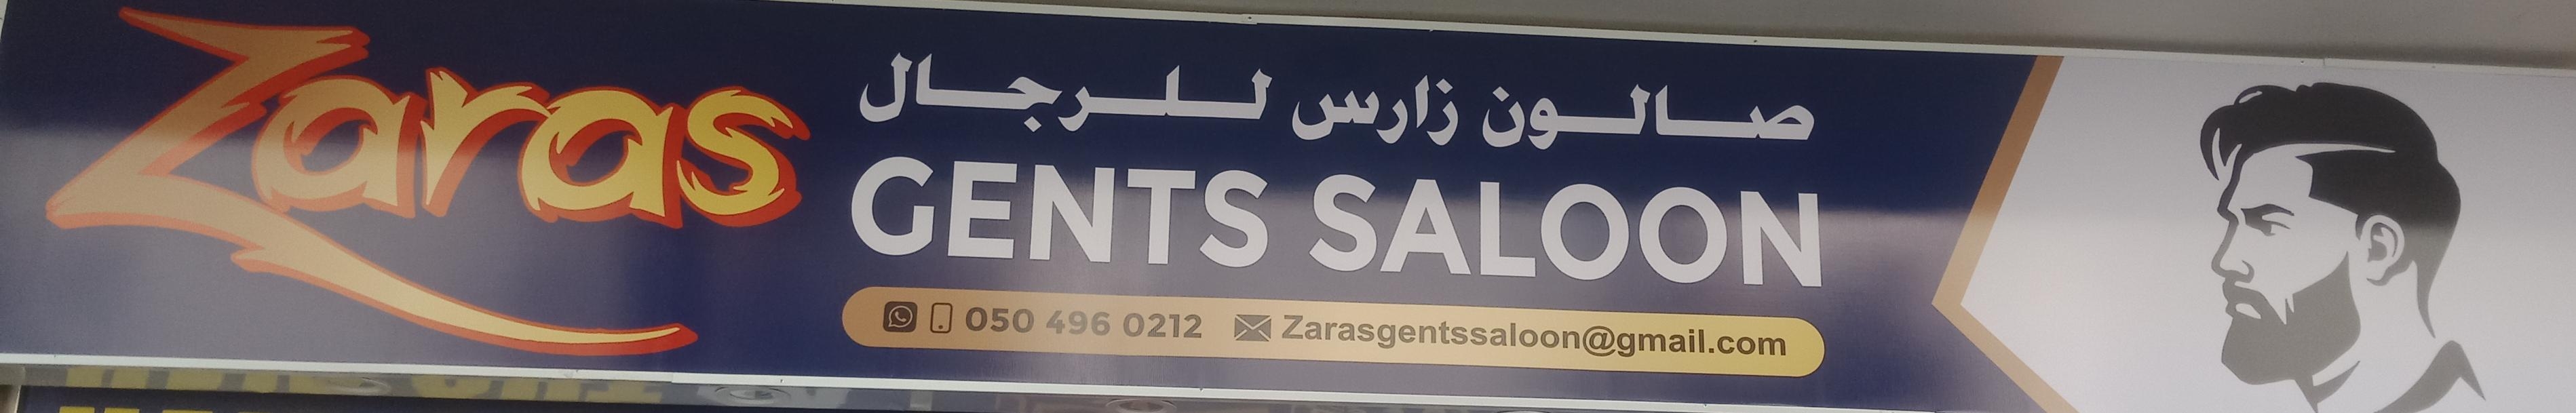 Zaras
صالون زارس للرجال
GENTS SALOON
050 496 0212 Zarasgentssaloon@gmail.com